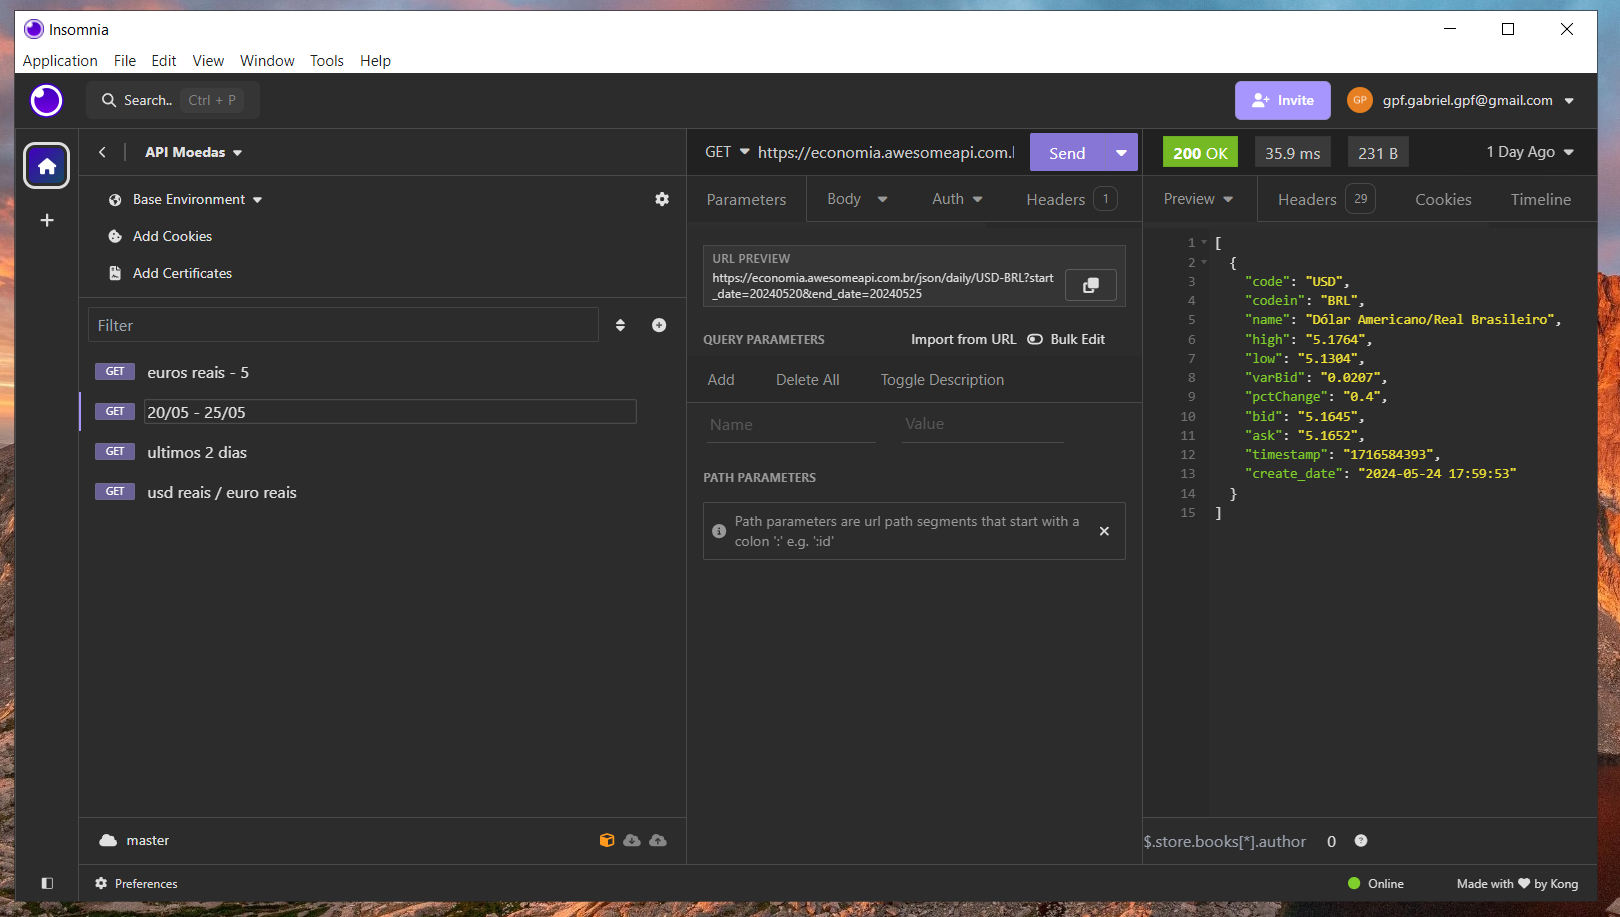 Insomnia
Application File Edit View Window Tools Help
Search.. Ctrl + P
Invite
GP gpf.gabriel.gpf@gmail.com
API Moedas
Base Environment
Add Cookies
Add Certificates
Filter
GET euros reais - 5
GET 20/05 - 25/05
GET ultimos 2 dias
GET usd reais / euro reais
master
Preferences
GET https://economia.awesomeapi.com.l
Send
Parameters Body Auth Headers 1
URL PREVIEW
https://economia.awesomeapi.com.br/json/daily/USD-BRL?start
_date=20240520&end_date=20240525
QUERY PARAMETERS Import from URL Bulk Edit
Add Delete All Toggle Description
Name Value
PATH PARAMETERS
Path parameters are url path segments that start with a
colon ':' e.g. ':id'
200 OK 35.9 ms 231 B 1 Day Ago
Preview Headers 29 Cookies Timeline
1 [
2 {
3 "code": "USD",
4 "codein": "BRL",
5 "name": "Dólar Americano/Real Brasileiro",
6 "high": "5.1764",
7 "low": "5.1304",
8 "varBid": "0.0207",
9 "pctChange": "0.4",
10 "bid": "5.1645",
11 "ask": "5.1652",
12 "timestamp": "1716584393",
13 "create_date": "2024-05-24 17:59:53"
14 }
15 ]
$.store.books[*].author 0
Online
Made with ♥ by Kong